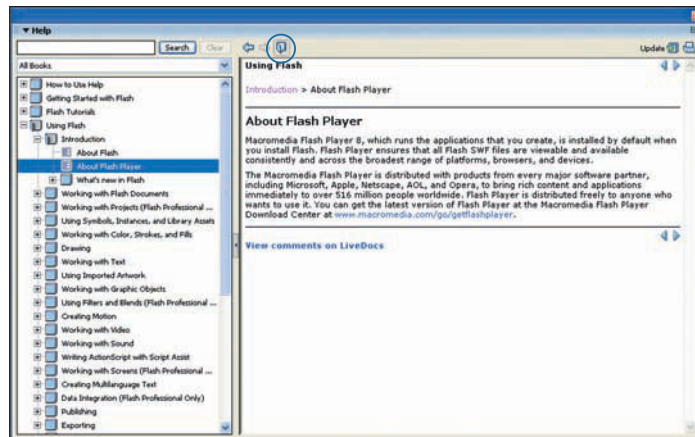 Help
Search Clear
Update
All Books
How to Use Help
Getting Started with Flash
Flash Tutorials
Using Flash
Introduction
About Flash
About Flash Player
What's new in Flash
Working with Flash Documents
Working with Projects (Flash Professional ...
Using Symbols, Instances, and Library Assets
Working with Color, Strokes, and Fills
Drawing
Working with Text
Using Imported Artwork
Working with Graphic Objects
Using Filters and Blends (Flash Professional ...
Creating Motion
Working with Video
Working with Sound
Writing ActionScript with Script Assist
Working with Screens (Flash Professional ...
Creating Multilanguage Text
Data Integration (Flash Professional Only)
Publishing
Exporting
Using Flash
Introduction > About Flash Player
About Flash Player
Macromedia Flash Player 8, which runs the applications that you create, is installed by default when
you install Flash. Flash Player ensures that all Flash SWF files are viewable and available
consistently and across the broadest range of platforms, browsers, and devices.
The Macromedia Flash Player is distributed with products from every major software partner,
including Microsoft, Apple, Netscape, AOL, and Opera, to bring rich content and applications
immediately to over 516 million people worldwide. Flash Player is distributed freely to anyone who
wants to use it. You can get the latest version of Flash Player at the Macromedia Flash Player
Download Center at www.macromedia.com/go/getflashplayer.
View comments on LiveDocs